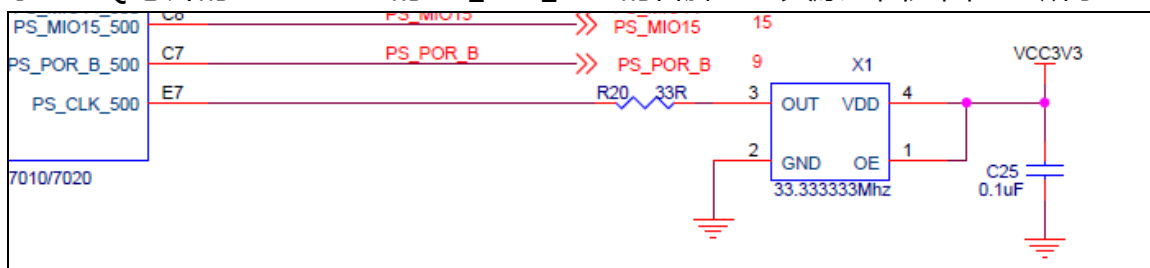 PS_MIO15_500 C8 PS_MIO15 PS_MIO15 15
PS_POR_B_500 C7 PS_POR_B PS_POR_B 9
X1 VCC3V3
PS_CLK_500 E7 R20 33R 3 OUT VDD 4
2 GND OE 1
7010/7020 33.333333Mhz C25
0.1uF